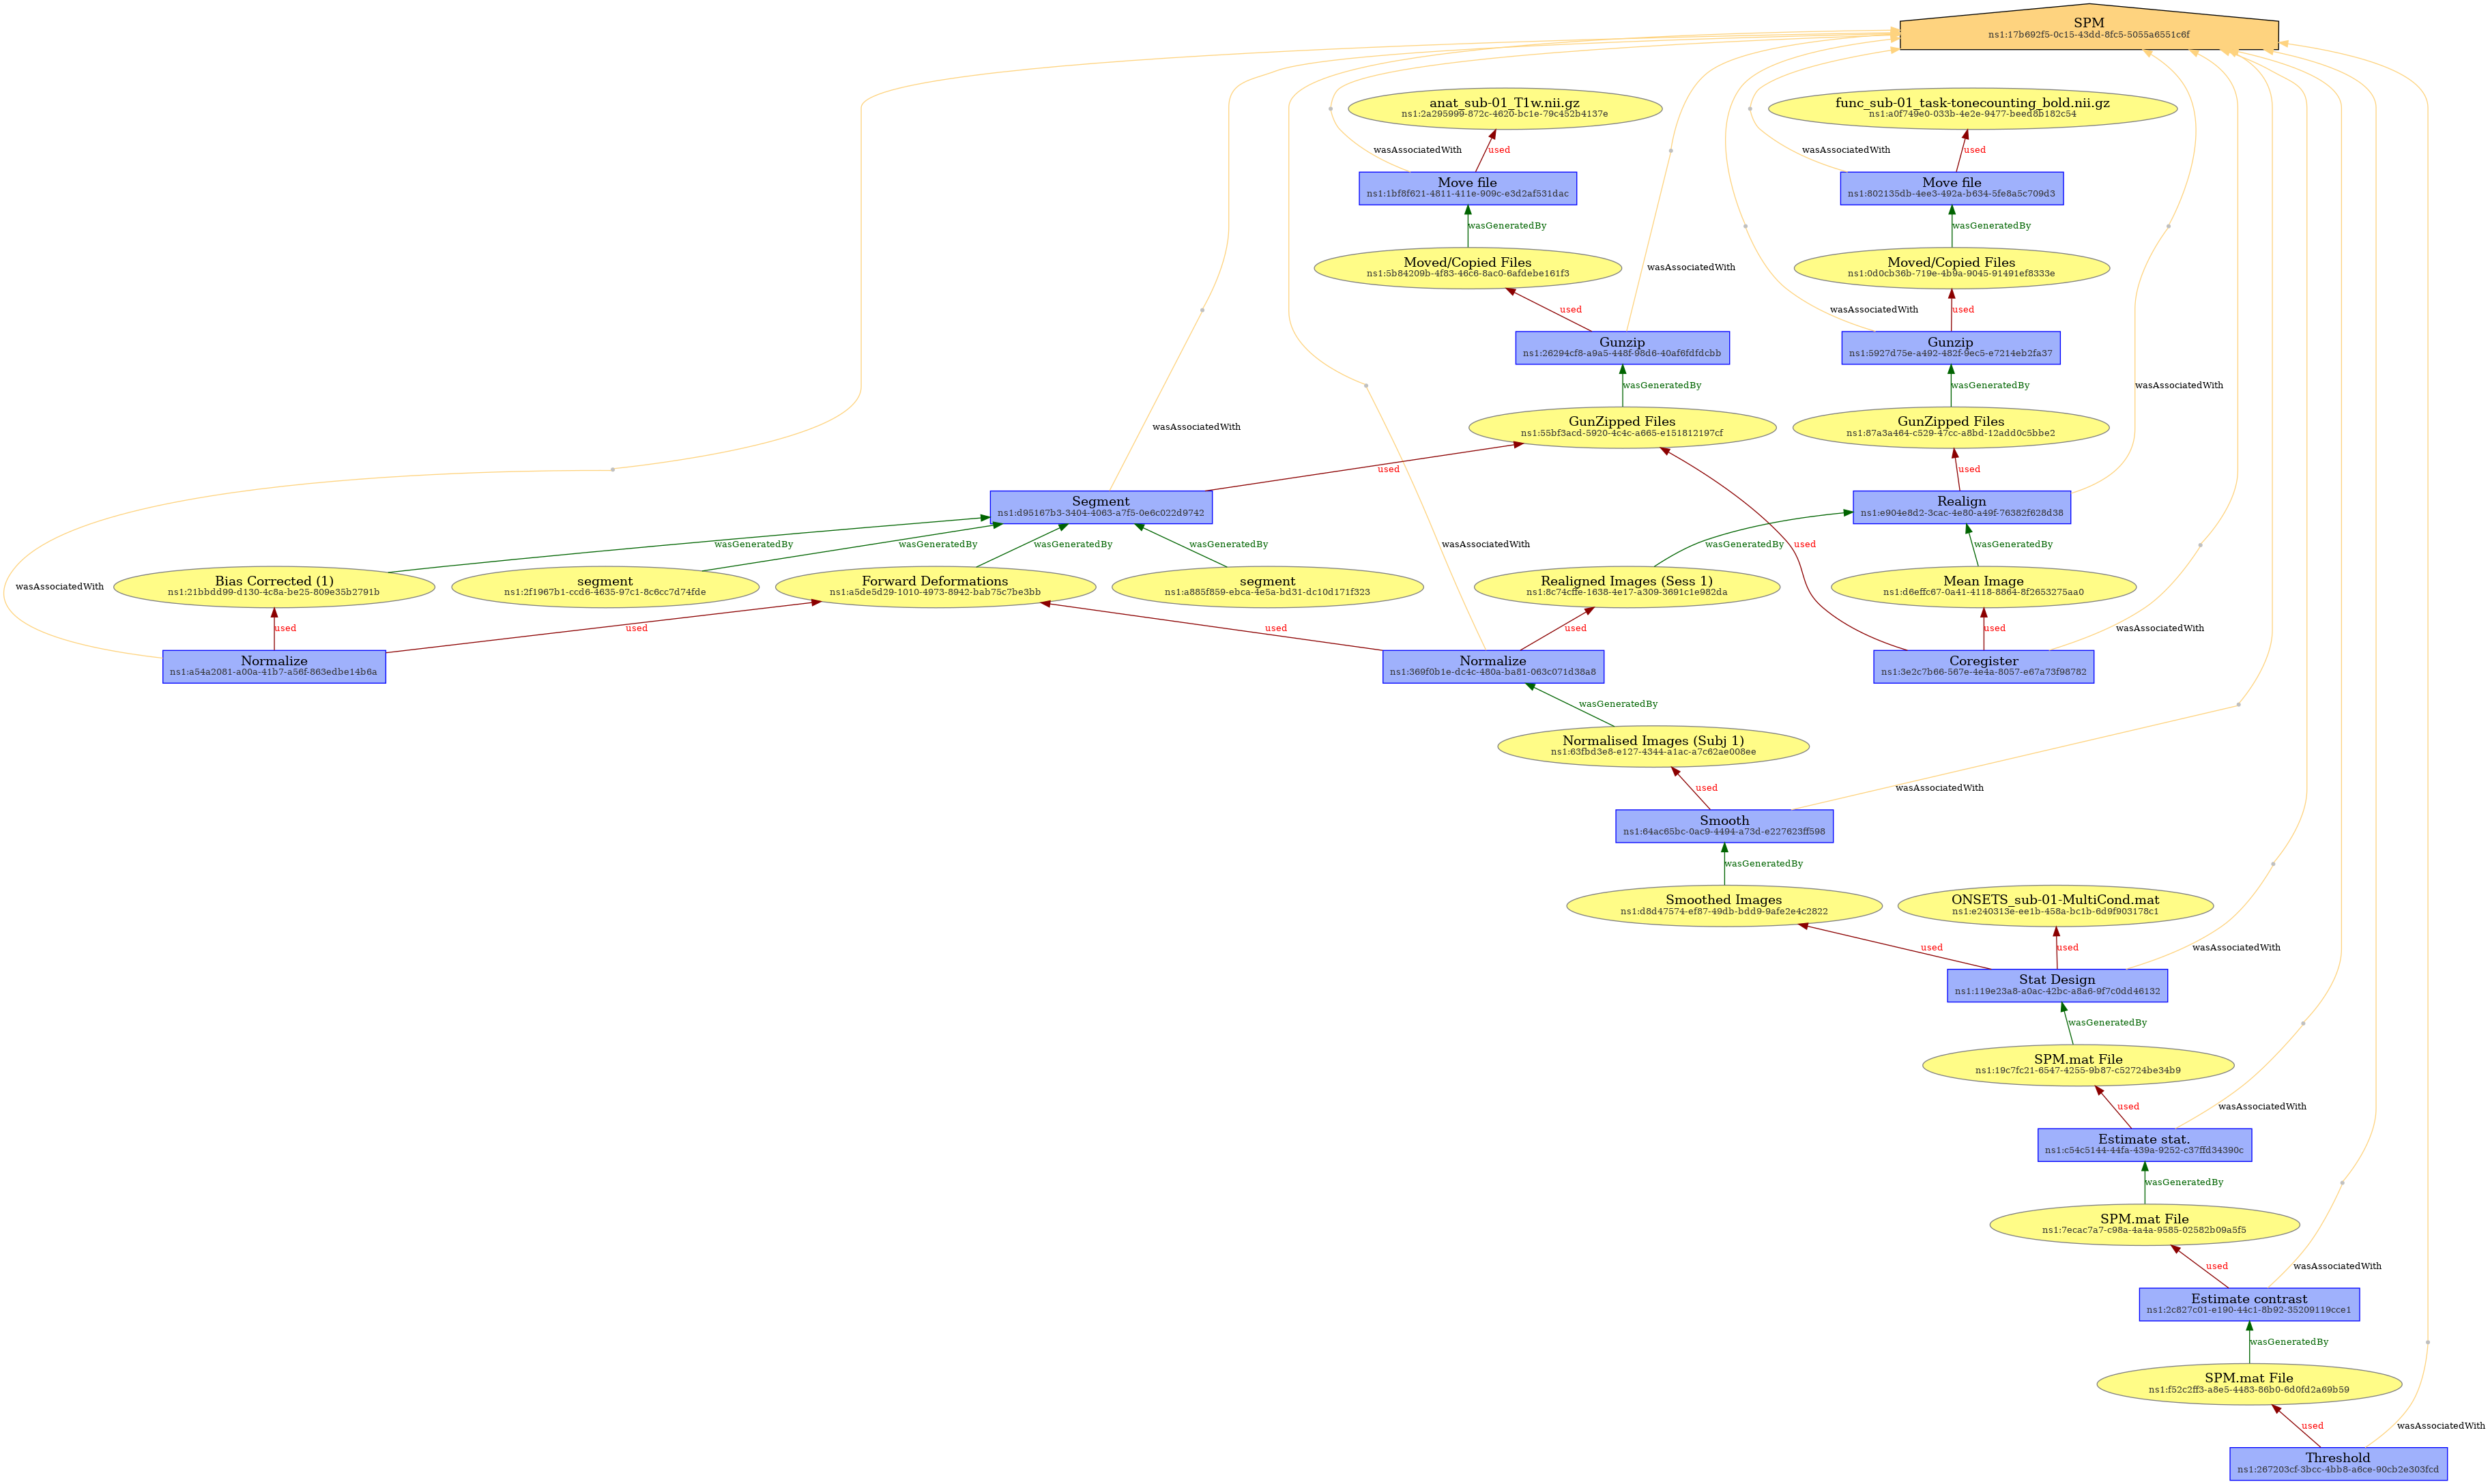 SPM
ns1:17b692f5-0c15-43dd-8fc5-5055a6551c6f
anat_sub-01_T1w.nii.gz
ns1:2a295999-872c-4620-bc1e-79c452b4137e
func_sub-01_task-tonecounting_bold.nii.gz
ns1:a0f749e0-033b-4e2e-9477-beed8b182c54
wasAssociatedWith
used
wasAssociatedWith
used
Move file
ns1:1bf8f621-4811-411e-909c-e3d2af531dac
Move file
ns1:802135db-4ee3-492a-b634-5fe8a5c709d3
wasGeneratedBy
wasGeneratedBy
Moved/Copied Files
ns1:5b84209b-4f83-46c6-8ac0-6afdebe161f3
wasAssociatedWith
Moved/Copied Files
ns1:0d0cb36b-719e-4b9a-9045-91491ef8333e
used
wasAssociatedWith
used
Gunzip
ns1:26294cf8-a9a5-448f-98d6-40af6fdfdcbb
Gunzip
ns1:5927d75e-a492-482f-9ec5-e7214eb2fa37
wasGeneratedBy
wasGeneratedBy
wasAssociatedWith
wasAssociatedWith
GunZipped Files
ns1:55bf3acd-5920-4c4c-a665-e151812197cf
GunZipped Files
ns1:87a3a464-c529-47cc-a8bd-12add0c5bbe2
used
used
Segment
ns1:d95167b3-3404-4063-a7f5-0e6c022d9742
Realign
ns1:e904e8d2-3cac-4e80-a49f-76382f628d38
wasGeneratedBy
wasGeneratedBy
wasGeneratedBy
wasGeneratedBy
wasAssociatedWith
wasGeneratedBy
used
wasGeneratedBy
wasAssociatedWith
Bias Corrected (1)
ns1:21bbdd99-d130-4c8a-be25-809e35b2791b
segment
ns1:2f1967b1-ccd6-4635-97c1-8c6cc7d74fde
Forward Deformations
ns1:a5de5d29-1010-4973-8942-bab75c7be3bb
segment
ns1:a885f859-ebca-4e5a-bd31-dc10d171f323
Realigned Images (Sess 1)
ns1:8c74cffe-1638-4e17-a309-3691c1e982da
Mean Image
ns1:d6effc67-0a41-4118-8864-8f2653275aa0
used
used
used
used
used
wasAssociatedWith
Normalize
ns1:a54a2081-a00a-41b7-a56f-863edbe14b6a
Normalize
ns1:369f0b1e-dc4c-480a-ba81-063c071d38a8
Coregister
ns1:3e2c7b66-567e-4e4a-8057-e67a73f98782
wasGeneratedBy
Normalised Images (Subj 1)
ns1:63fbd3e8-e127-4344-a1ac-a7c62ae008ee
used
wasAssociatedWith
Smooth
ns1:64ac65bc-0ac9-4494-a73d-e227623ff598
wasGeneratedBy
Smoothed Images
ns1:d8d47574-ef87-49db-bdd9-9afe2e4c2822
ONSETS_sub-01-MultiCond.mat
ns1:e240313e-ee1b-458a-bc1b-6d9f903178c1
used
used
wasAssociatedWith
Stat Design
ns1:119e23a8-a0ac-42bc-a8a6-9f7c0dd46132
wasGeneratedBy
SPM.mat File
ns1:19c7fc21-6547-4255-9b87-c52724be34b9
used
wasAssociatedWith
Estimate stat.
ns1:c54c5144-44fa-439a-9252-c37ffd34390c
wasGeneratedBy
SPM.mat File
ns1:7ecac7a7-c98a-4a4a-9585-02582b09a5f5
used
wasAssociatedWith
Estimate contrast
ns1:2c827c01-e190-44c1-8b92-35209119cce1
wasGeneratedBy
SPM.mat File
ns1:f52c2ff3-a8e5-4483-86b0-6d0fd2a69b59
used
wasAssociatedWith
Threshold
ns1:267203cf-3bcc-4bb8-a6ce-90cb2e303fcd